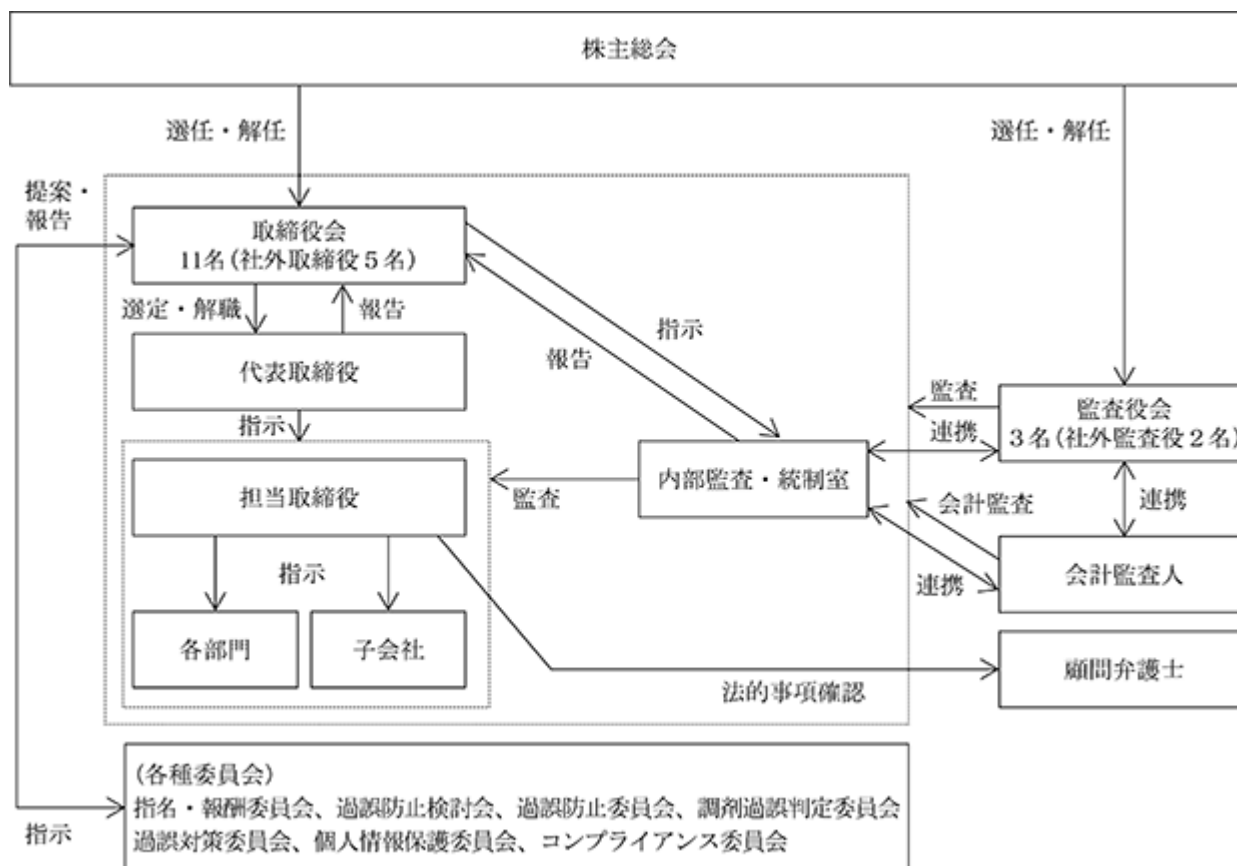 株主総会
選任・解任
選任・解任
提案・
報告
取締役会
11名(社外取締役5名)
選定・解職
報告
指示
報告
代表取締役
指示
監査
監査役会
3名(社外監査役2名)
連携
担当取締役
監査
内部監査・統制室
会計監査
連携
指示
連携
会計監査人
各部門
子会社
法的事項確認
顧問弁護士
(各種委員会)
指名・報酬委員会、過誤防止検討会、過誤防止委員会、調剤過誤判定委員会
過誤対策委員会、個人情報保護委員会、コンプライアンス委員会
指示